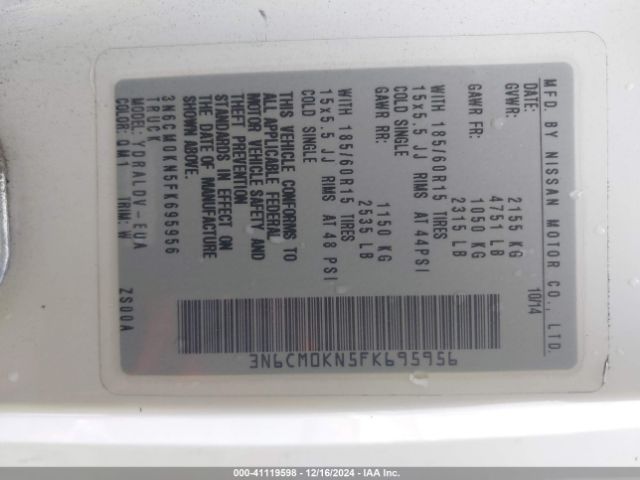 MFD. BY NISSAN MOTOR CO., LTD.
DATE: 10/14
GVWR: 2155 KG
4751 LB
GAWR FR: 1050 KG
2315 LB
WITH 185/60R15 TIRES
15x5.5 JJ RIMS AT 44PSI
COLD SINGLE
GAWR RR: 1150 KG
2535 LB
WITH 185/60R15 TIRES
15x5.5 JJ RIMS AT 48 PSI
COLD SINGLE
THIS VEHICLE CONFORMS TO
ALL APPLICABLE FEDERAL
MOTOR VEHICLE SAFETY AND
THEFT PREVENTION
STANDARDS IN EFFECT ON
THE DATE OF MANUFACTURE
SHOWN ABOVE.
3N6CM0KN5FK695956
TRUCK
MODEL: YDRALDV-EUA
COLOR: QM1 TRIM: W
ZS00A
3N6CM0KN5FK695956
000-41119598 - 12/16/2024 - IAA Inc.